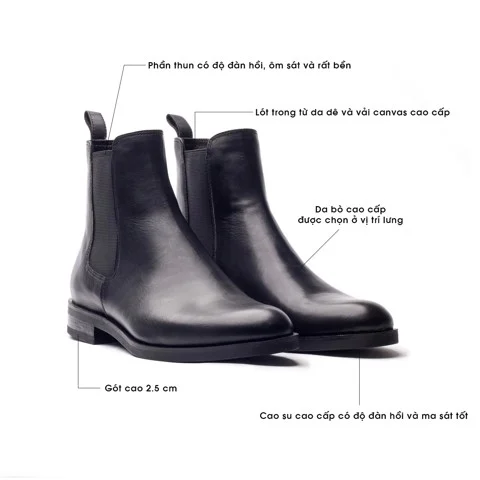 Phần thun có độ đàn hồi, ôm sát và rất bền
Lót trong từ da dê và vải canvas cao cấp
Da bò cao cấp
được chọn ở vị trí lưng
Gót cao 2.5 cm
Cao su cao cấp có độ đàn hồi và ma sát tốt